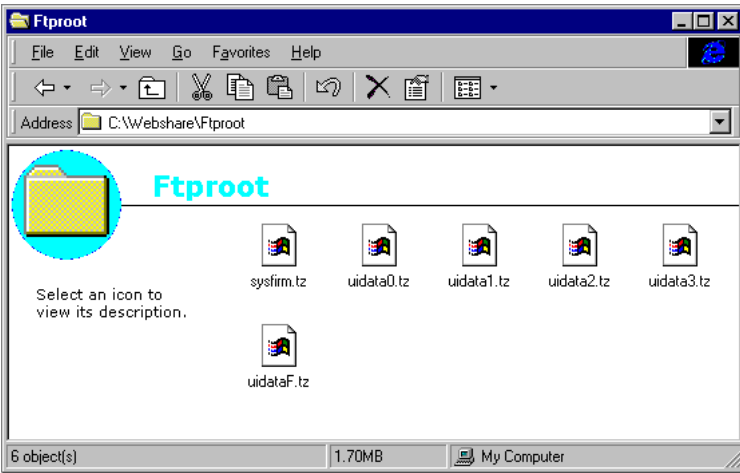 Ftproot
File Edit View Go Favorites Help
Address C:\Webshare\Ftproot
Ftproot
sysfirm.tz uidata0.tz uidata1.tz uidata2.tz uidata3.tz
Select an icon to
view its description.
uidataF.tz
6 object(s) 1.70MB My Computer